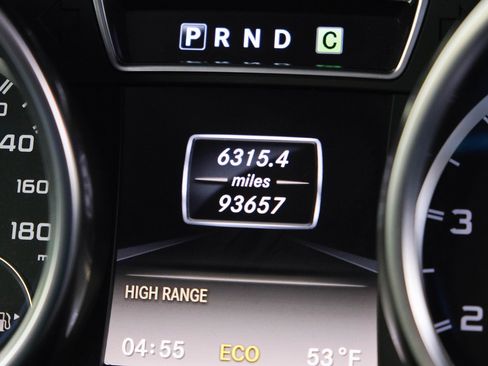 P R N D C
6315.4
miles
93657
40
160
180
m
3
2
HIGH RANGE
04:55 ECO 53°F